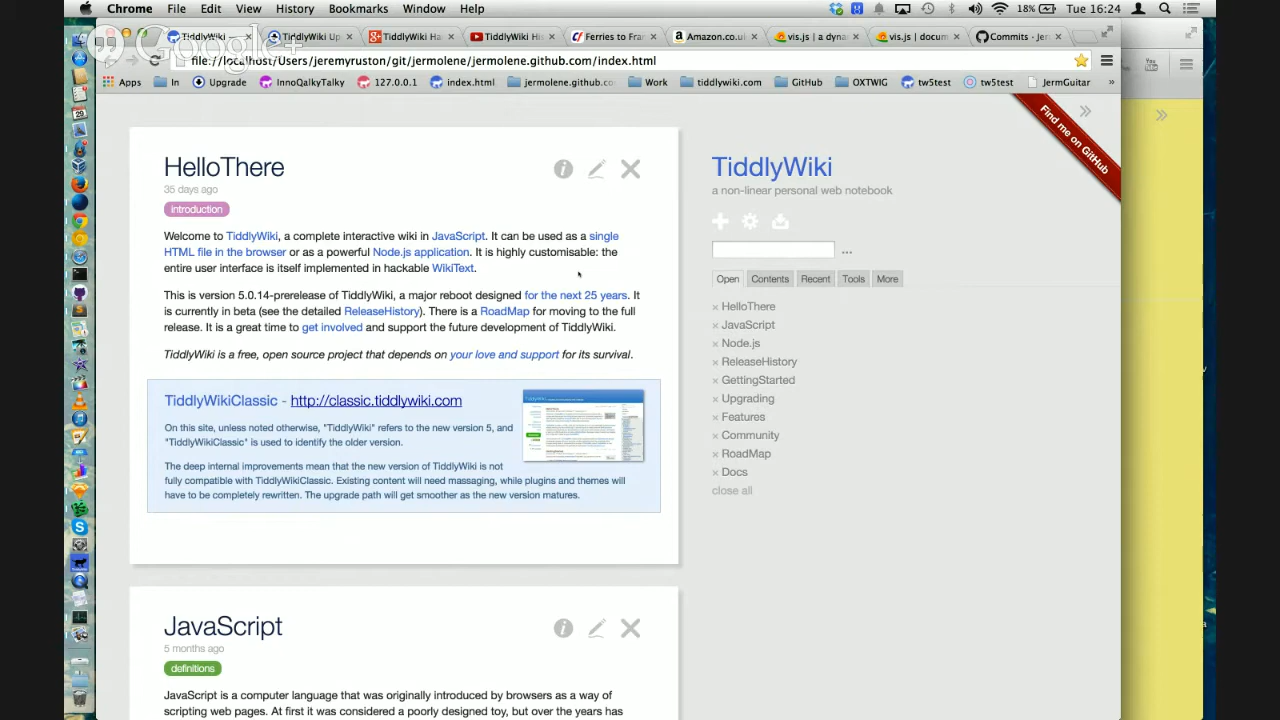 Chrome File Edit View History Bookmarks Window Help 18% Tue 16:24
Google+
TiddlyWiki TiddlyWiki Up TiddlyWiki Ha TiddlyWiki His Ferries to Fran Amazon.co.u vis.js | a dyna vis.js | docum Commits · Jerm
file://localhost/Users/jeremyruston/git/jermolene/jermolene.github.com/index.html
Apps In Upgrade InnoQalkyTalky 127.0.0.1 index.html jermolene.github.co Work tiddlywiki.com GitHub OXTWIG tw5test tw5test JermGuitar »
You
Find me on GitHub
HelloThere
35 days ago
introduction
Welcome to TiddlyWiki, a complete interactive wiki in JavaScript. It can be used as a single
HTML file in the browser or as a powerful Node.js application. It is highly customisable: the
entire user interface is itself implemented in hackable WikiText.
This is version 5.0.14-prerelease of TiddlyWiki, a major reboot designed for the next 25 years. It
is currently in beta (see the detailed ReleaseHistory). There is a RoadMap for moving to the full
release. It is a great time to get involved and support the future development of TiddlyWiki.
TiddlyWiki is a free, open source project that depends on your love and support for its survival.
TiddlyWikiClassic - http://classic.tiddlywiki.com
On this site, unless noted otherwise, "TiddlyWiki" refers to the new version 5, and
"TiddlyWikiClassic" is used to identify the older version.
The deep internal improvements mean that the new version of TiddlyWiki is not
fully compatible with TiddlyWikiClassic. Existing content will need massaging, while plugins and themes will
have to be completely rewritten. The upgrade path will get smoother as the new version matures.
JavaScript
5 months ago
definitions
JavaScript is a computer language that was originally introduced by browsers as a way of
scripting web pages. At first it was considered a poorly designed toy, but over the years has
TiddlyWiki
a non-linear personal web notebook
...
Open Contents Recent Tools More
× HelloThere
× JavaScript
× Node.js
× ReleaseHistory
× GettingStarted
× Upgrading
× Features
× Community
× RoadMap
× Docs
close all